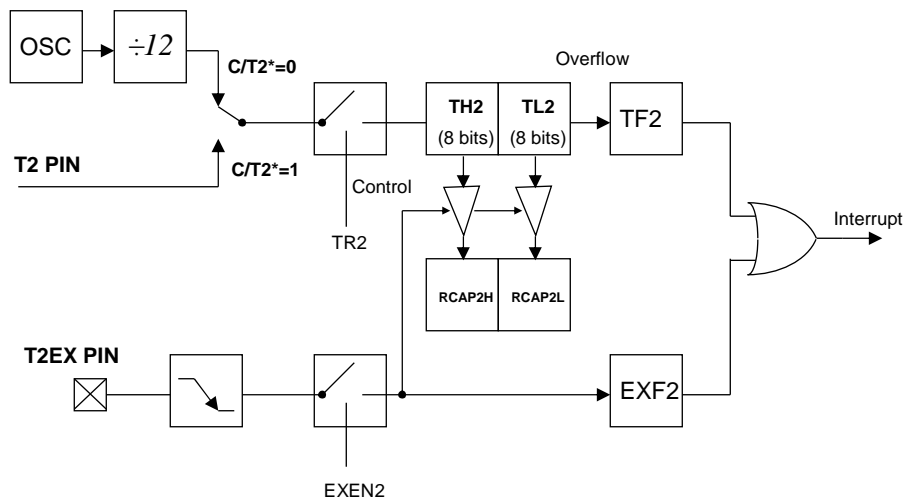 OSC
÷12
C/T2*=0
Overflow
TH2
(8 bits)
TL2
(8 bits)
TF2
T2 PIN
C/T2*=1
Control
TR2
Interrupt
RCAP2H
RCAP2L
T2EX PIN
EXF2
EXEN2